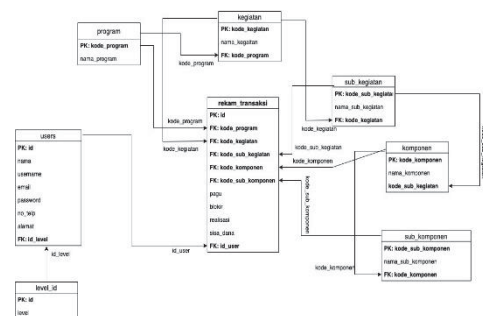 program
PK: kode_program
nama_program
kegiatan
PK: kode_kegiatan
nama_kegaitan
FK: kode_program
kode_program
sub_kegiatan
PK: kode_sub_kegiatan
nama_sub_kegiatan
FK: kode_kegiatan
kode_kegiatan
rekam_transaksi
PK: id
FK: kode_program
FK: kode_kegiatan
FK: kode_sub_kegiatan
FK: kode_komponen
FK: kode_sub_komponen
pagu
blokir
realisasi
sisa_dana
FK: id_user
kode_program
kode_kegiatan
kode_sub_kegiatan
kode_komponen
kode_sub_komponen
users
PK: id
nama
username
email
password
no_telp
alamat
FK: id_level
id_level
id_user
level_id
PK: id
level
komponen
PK: kode_komponen
nama_komponen
kode_sub_kegiatan
sub_komponen
PK: kode_sub_komponen
nama_sub_komponen
FK: kode_komponen
kode_komponen